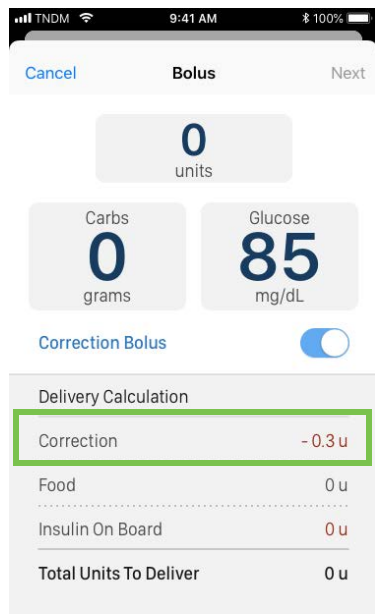 TNDM 9:41 AM 100%
Cancel Bolus Next
0
units
Carbs Glucose
0 85
grams mg/dL
Correction Bolus
Delivery Calculation
Correction - 0.3 u
Food 0 u
Insulin On Board 0 u
Total Units To Deliver 0 u